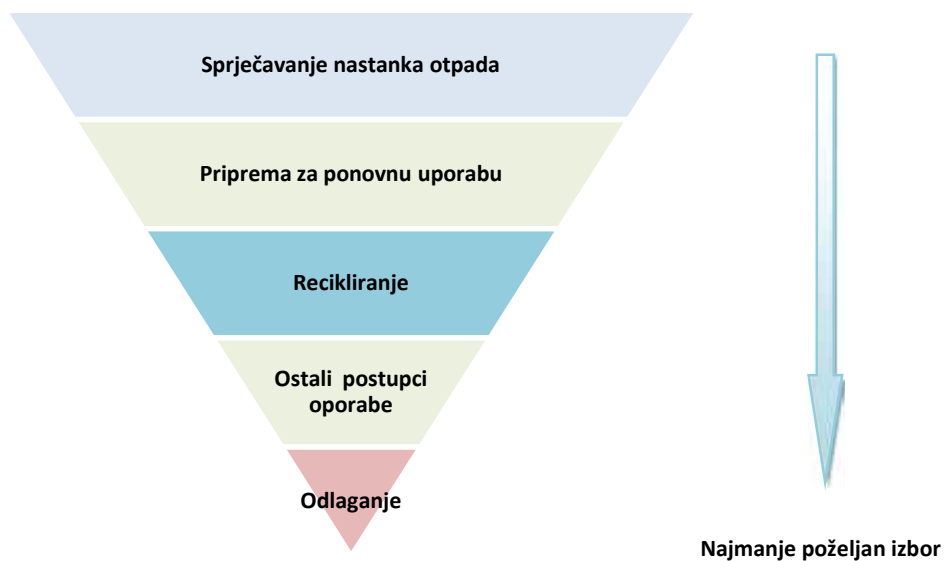 Sprječavanje nastanka otpada
Priprema za ponovnu uporabu
Recikliranje
Ostali postupci
oporabe
Odlaganje
Najmanje poželjan izbor